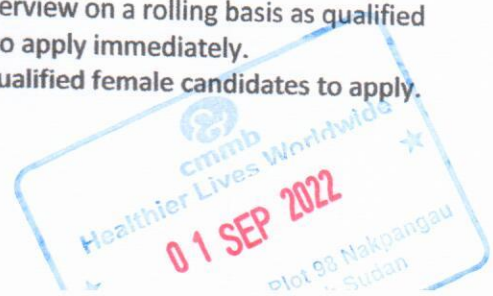 erview on a rolling basis as qualified
o apply immediately.
ualified female candidates to apply.
cmmb
Healthier Lives Worldwide
01 SEP 2022
Plot 98 Nakpangau
Sudan